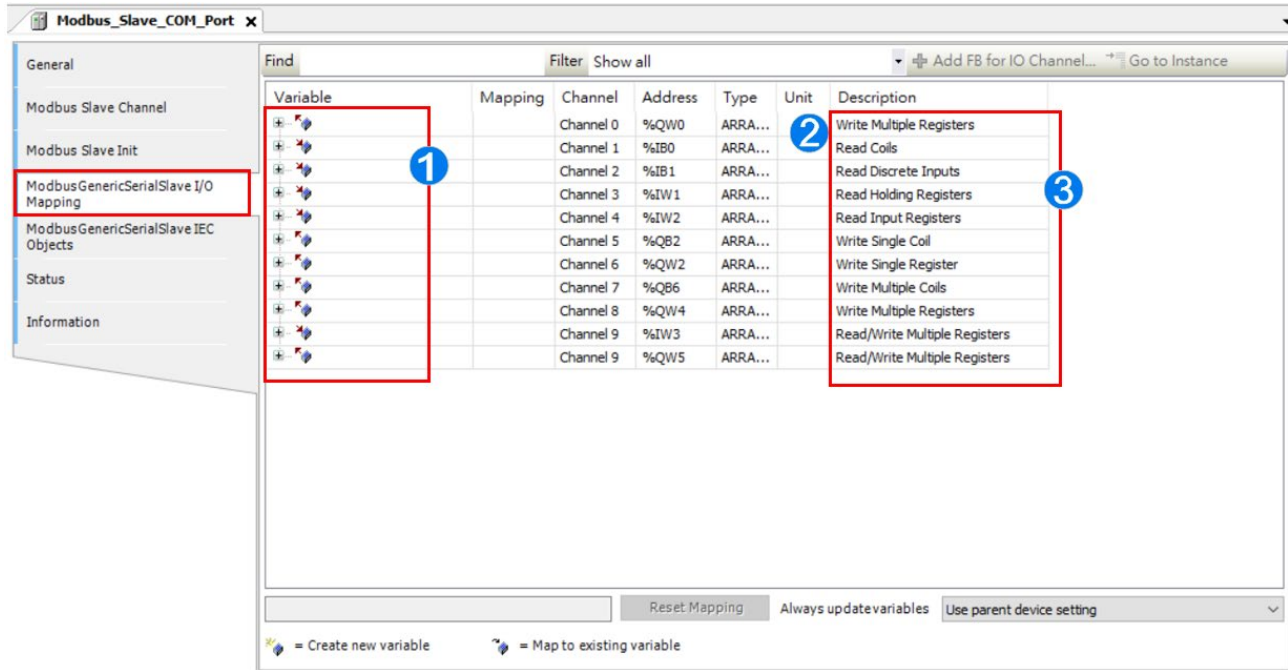 Modbus_Slave_COM_Port X
General
Modbus Slave Channel
Modbus Slave Init
ModbusGenericSerialSlave I/O
Mapping
ModbusGenericSerialSlave IEC
Objects
Status
Information
Find Filter Show all Add FB for IO Channel... Go to Instance
Variable Mapping Channel Address Type Unit Description
Channel 0 %QW0 ARRA... Write Multiple Registers
Channel 1 %IB0 ARRA... Read Coils
Channel 2 %IB1 ARRA... Read Discrete Inputs
Channel 3 %IW1 ARRA... Read Holding Registers
Channel 4 %IW2 ARRA... Read Input Registers
Channel 5 %QB2 ARRA... Write Single Coil
Channel 6 %QW2 ARRA... Write Single Register
Channel 7 %QB6 ARRA... Write Multiple Coils
Channel 8 %QW4 ARRA... Write Multiple Registers
Channel 9 %IW3 ARRA... Read/Write Multiple Registers
Channel 9 %QW5 ARRA... Read/Write Multiple Registers
1
2
3
Reset Mapping Always update variables Use parent device setting
= Create new variable = Map to existing variable